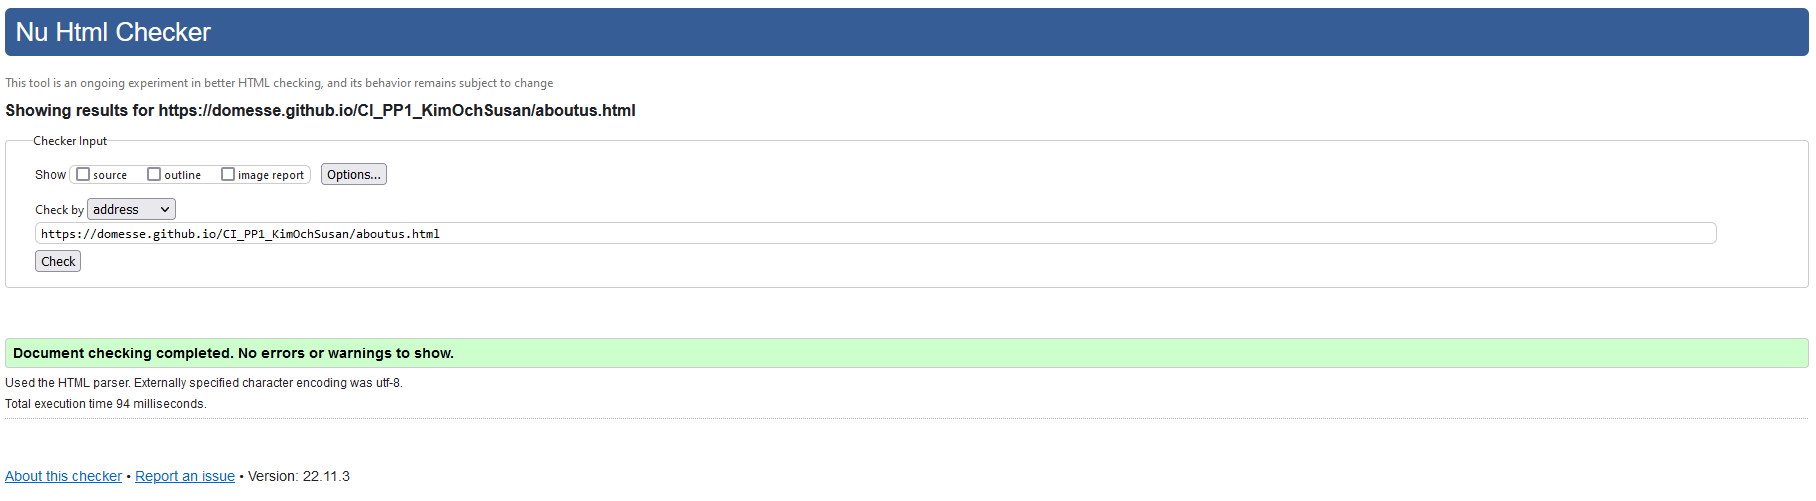 Nu Html Checker
This tool is an ongoing experiment in better HTML checking, and its behavior remains subject to change
Showing results for https://domesse.github.io/CI_PP1_KimOchSusan/aboutus.html
Checker Input
Show source outline image report Options...
Check by address
https://domesse.github.io/CI_PP1_KimOchSusan/aboutus.html
Check
Document checking completed. No errors or warnings to show.
Used the HTML parser. Externally specified character encoding was utf-8.
Total execution time 94 milliseconds.
About this checker • Report an issue • Version: 22.11.3